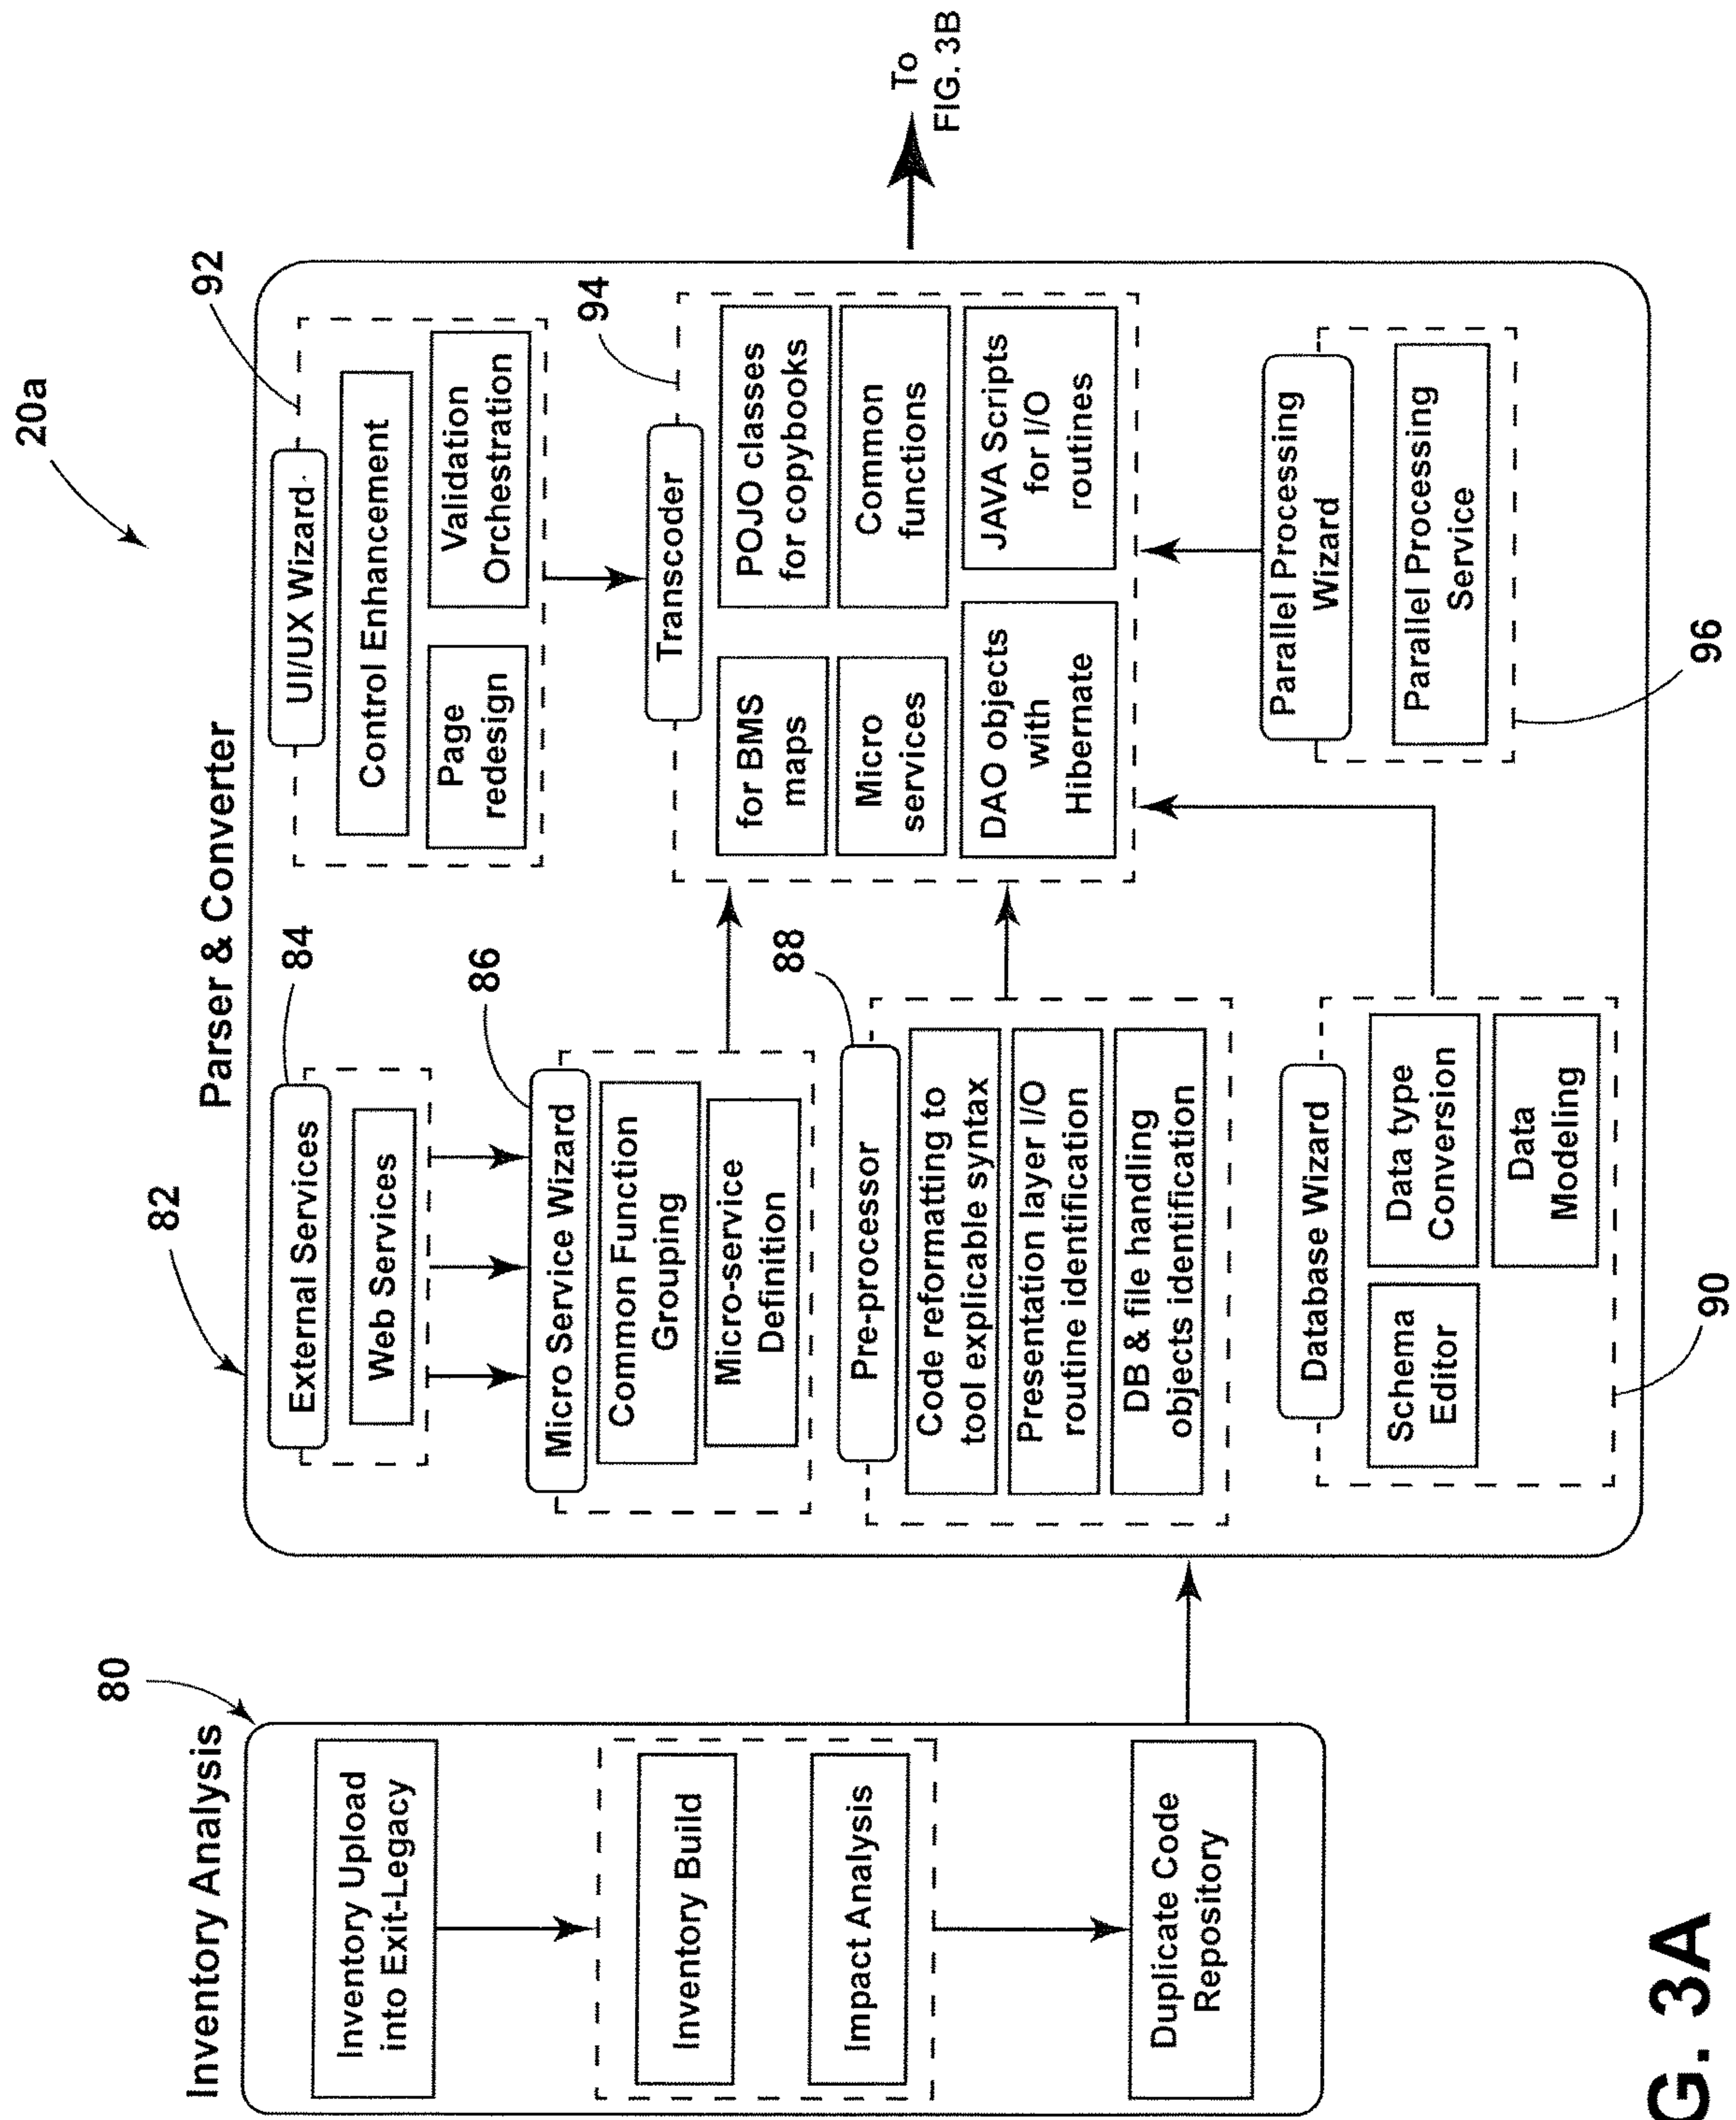 20a
Inventory Analysis
80
Inventory Upload
into Exit-Legacy
Inventory Build
Impact Analysis
Duplicate Code
Repository
Parser & Converter
82
External Services
84
Web Services
Micro Service Wizard
86
Common Function
Grouping
Micro-service
Definition
Pre-processor
88
Code reformatting to
tool explicable syntax
Presentation layer I/O
routine identification
DB & file handling
objects identification
Database Wizard
Schema
Editor
Data type
Conversion
Data
Modeling
90
UI/UX Wizard
92
Control Enhancement
Page
redesign
Validation
Orchestration
Transcoder
94
for BMS
maps
POJO classes
for copybooks
Micro
services
Common
functions
DAO objects
with
Hibernate
JAVA Scripts
for I/O
routines
Parallel Processing
Wizard
Parallel Processing
Service
96
To
FIG. 3B
G. 3A